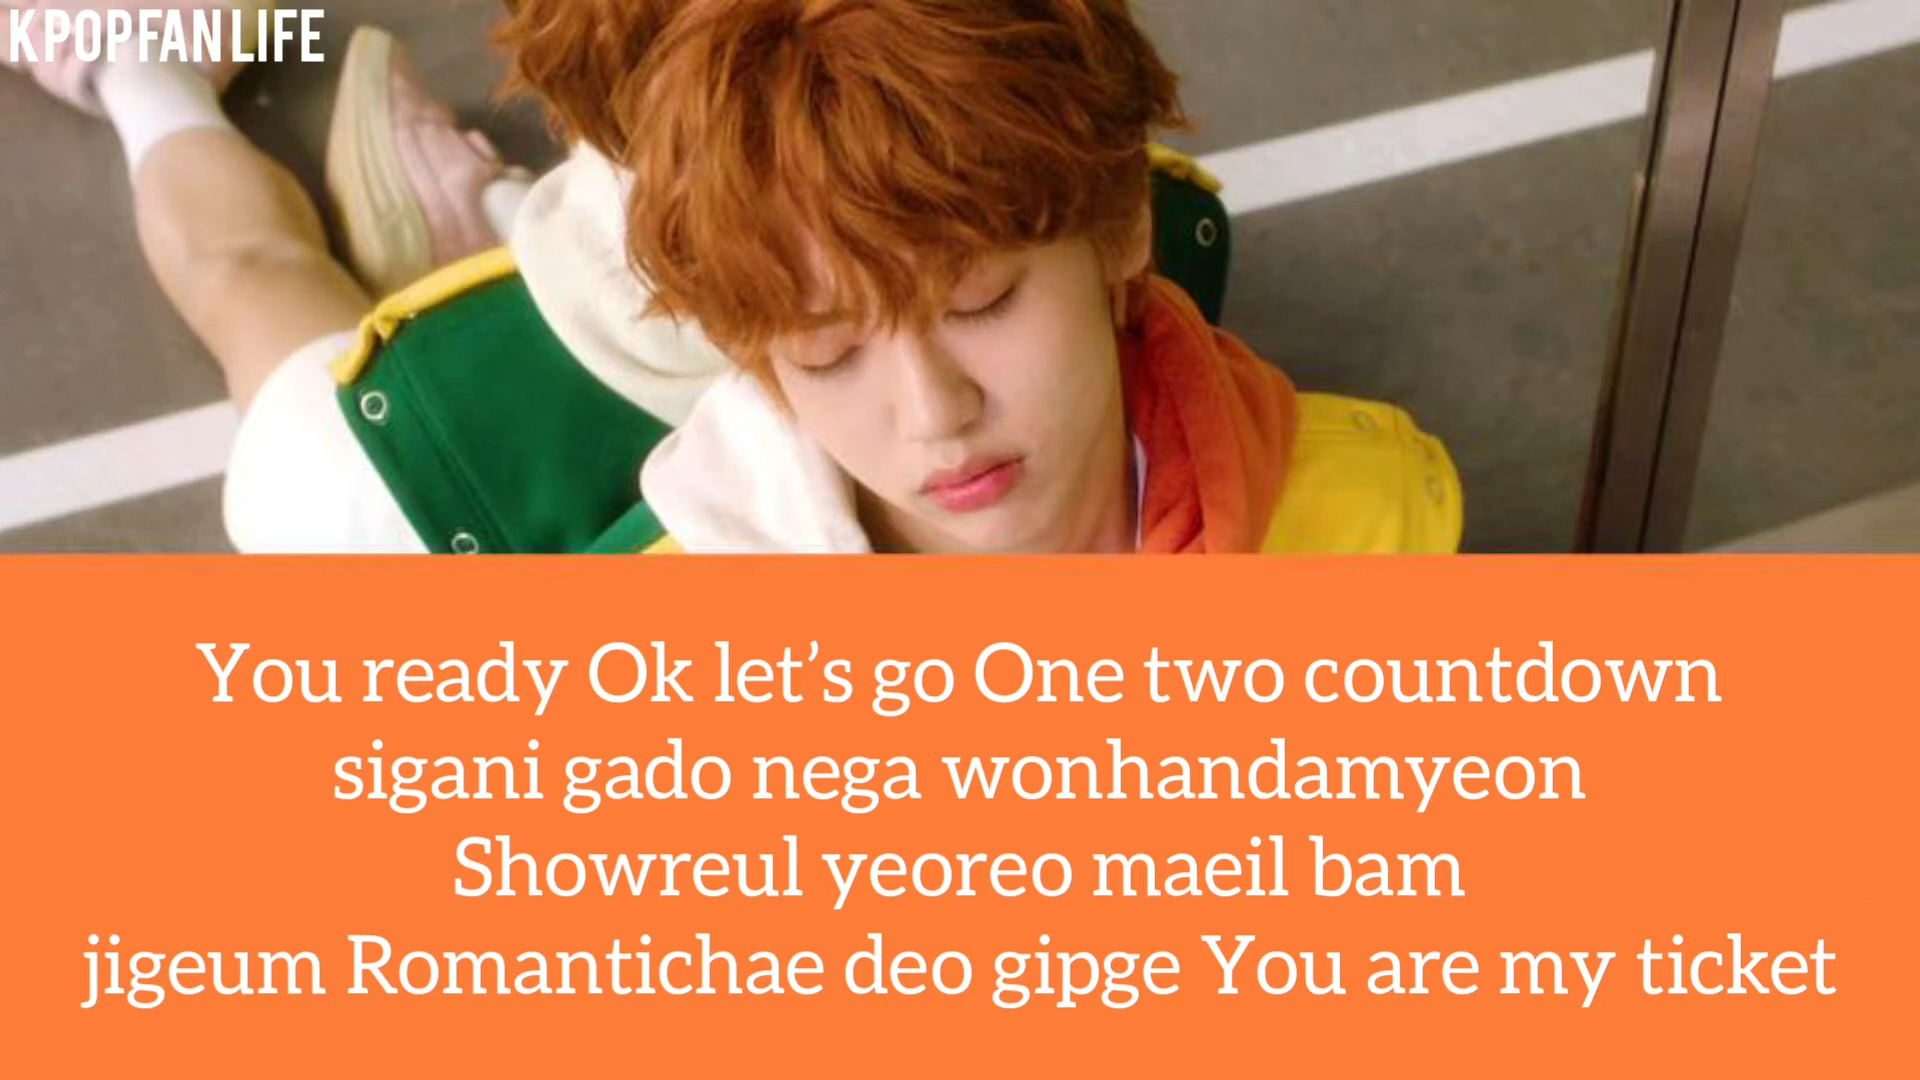 KPOPFANLIFE
You ready Ok let’s go One two countdown
sigani gado nega wonhandamyeon
Showreul yeoreo maeil bam
jigeum Romantichae deo gipge You are my ticket